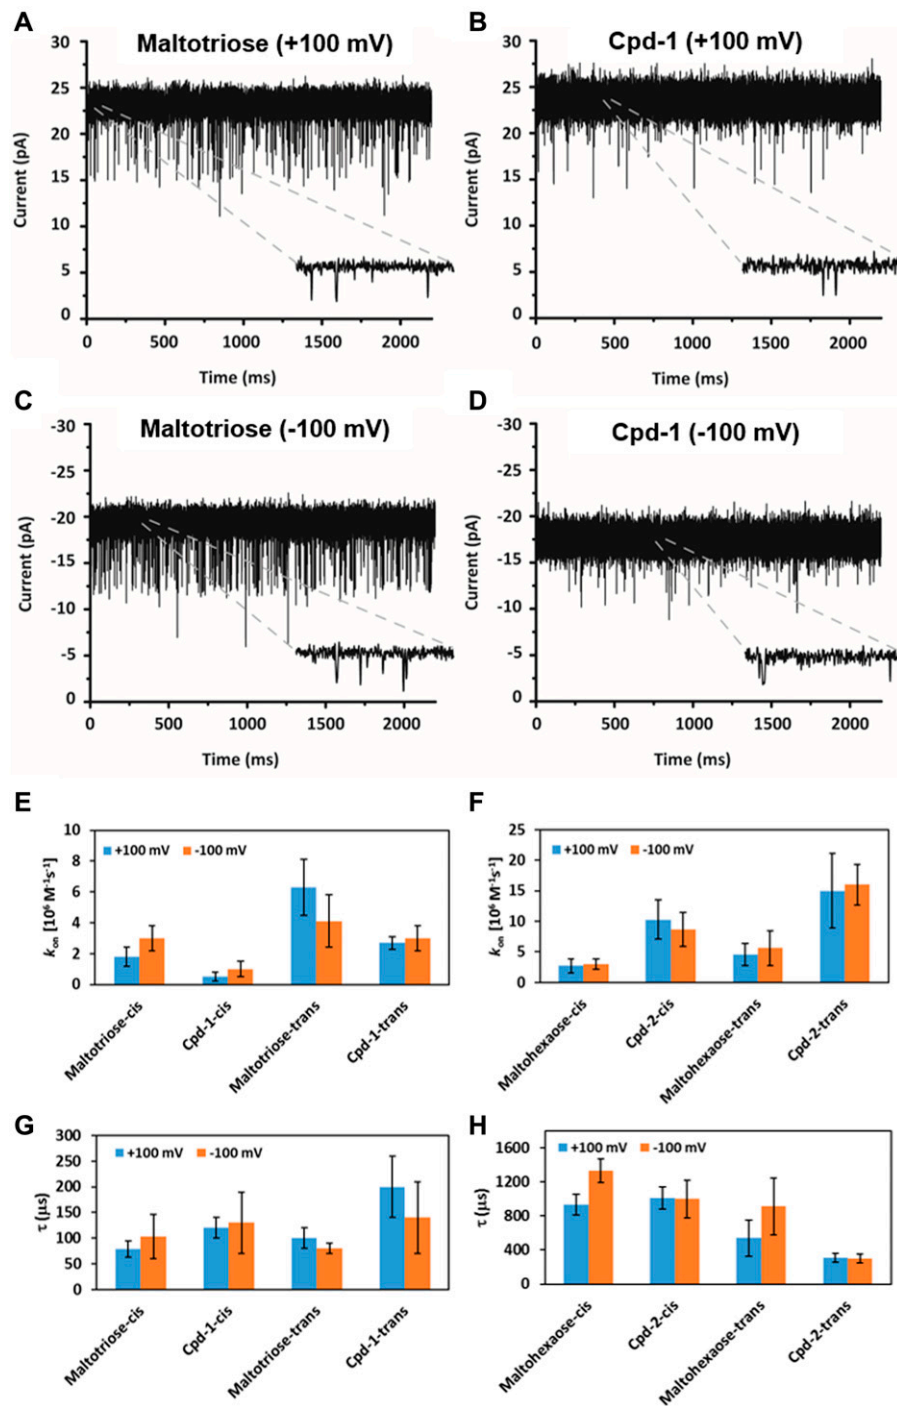 A
Maltotriose (+100 mV)
30
25
20
15
10
5
0
Current (pA)
0 500 1000 1500 2000
Time (ms)
B
Cpd-1 (+100 mV)
30
25
20
15
10
5
0
Current (pA)
0 500 1000 1500 2000
Time (ms)
C
Maltotriose (-100 mV)
-30
-25
-20
-15
-10
-5
0
Current (pA)
0 500 1000 1500 2000
Time (ms)
D
Cpd-1 (-100 mV)
-30
-25
-20
-15
-10
-5
0
Current (pA)
0 500 1000 1500 2000
Time (ms)
E
kon [10⁶ M⁻¹s⁻¹]
10
8
6
4
2
0
+100 mV -100 mV
Maltotriose-cis
Cpd-1-cis
Maltotriose-trans
Cpd-1-trans
F
kon [10⁶ M⁻¹s⁻¹]
25
20
15
10
5
0
+100 mV -100 mV
Maltohexaose-cis
Cpd-2-cis
Maltohexaose-trans
Cpd-2-trans
G
τ (µs)
300
250
200
150
100
50
0
+100 mV -100 mV
Maltotriose-cis
Cpd-1-cis
Maltotriose-trans
Cpd-1-trans
H
τ (µs)
1600
1200
800
400
0
+100 mV -100 mV
Maltohexaose-cis
Cpd-2-cis
Maltohexaose-trans
Cpd-2-trans